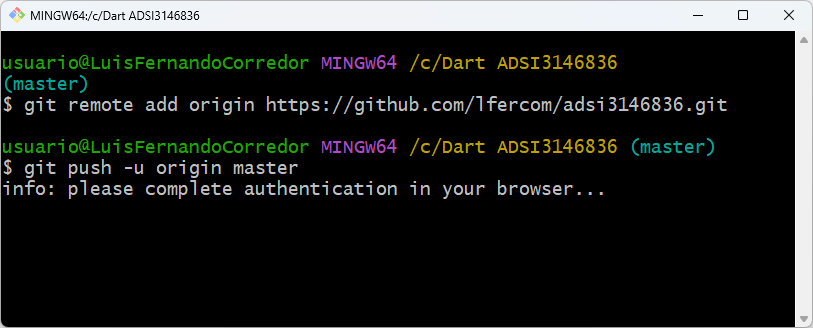 MINGW64:/c/Dart ADSI3146836
usuario@LuisFernandoCorredor MINGW64 /c/Dart ADSI3146836
(master)
$ git remote add origin https://github.com/lfercom/adsi3146836.git
usuario@LuisFernandoCorredor MINGW64 /c/Dart ADSI3146836 (master)
$ git push -u origin master
info: please complete authentication in your browser...